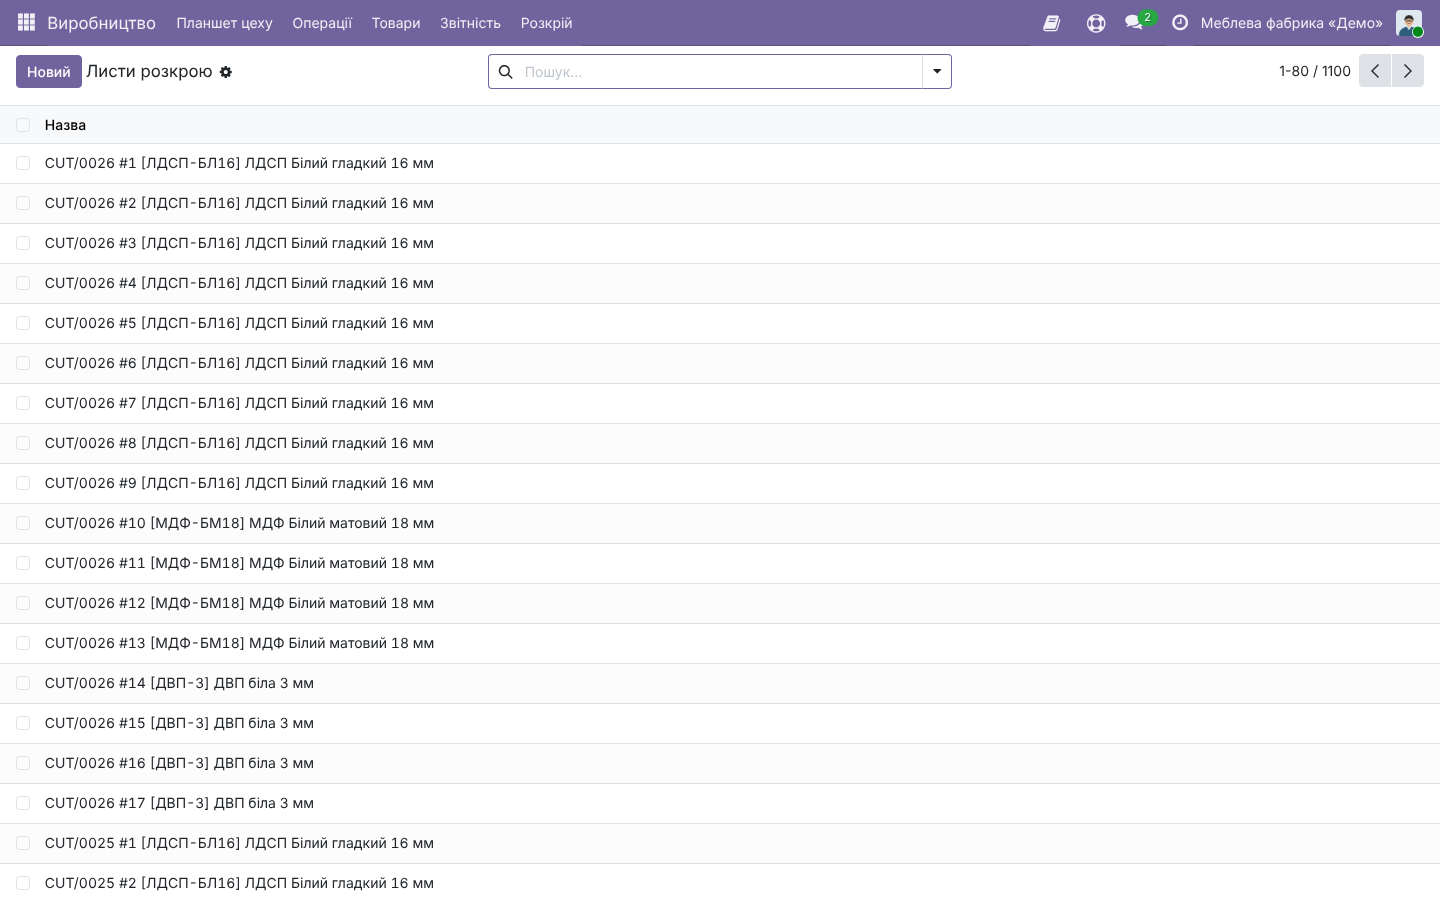 Виробництво Планшет цеху Операції Товари Звітність Розкрій 2 Меблева фабрика «Демо»
Новий Листи розкрою Пошук... 1-80 / 1100
Назва
CUT/0026 #1 [ЛДСП-БЛ16] ЛДСП Білий гладкий 16 мм
CUT/0026 #2 [ЛДСП-БЛ16] ЛДСП Білий гладкий 16 мм
CUT/0026 #3 [ЛДСП-БЛ16] ЛДСП Білий гладкий 16 мм
CUT/0026 #4 [ЛДСП-БЛ16] ЛДСП Білий гладкий 16 мм
CUT/0026 #5 [ЛДСП-БЛ16] ЛДСП Білий гладкий 16 мм
CUT/0026 #6 [ЛДСП-БЛ16] ЛДСП Білий гладкий 16 мм
CUT/0026 #7 [ЛДСП-БЛ16] ЛДСП Білий гладкий 16 мм
CUT/0026 #8 [ЛДСП-БЛ16] ЛДСП Білий гладкий 16 мм
CUT/0026 #9 [ЛДСП-БЛ16] ЛДСП Білий гладкий 16 мм
CUT/0026 #10 [МДФ-БМ18] МДФ Білий матовий 18 мм
CUT/0026 #11 [МДФ-БМ18] МДФ Білий матовий 18 мм
CUT/0026 #12 [МДФ-БМ18] МДФ Білий матовий 18 мм
CUT/0026 #13 [МДФ-БМ18] МДФ Білий матовий 18 мм
CUT/0026 #14 [ДВП-3] ДВП біла 3 мм
CUT/0026 #15 [ДВП-3] ДВП біла 3 мм
CUT/0026 #16 [ДВП-3] ДВП біла 3 мм
CUT/0026 #17 [ДВП-3] ДВП біла 3 мм
CUT/0025 #1 [ЛДСП-БЛ16] ЛДСП Білий гладкий 16 мм
CUT/0025 #2 [ЛДСП-БЛ16] ЛДСП Білий гладкий 16 мм